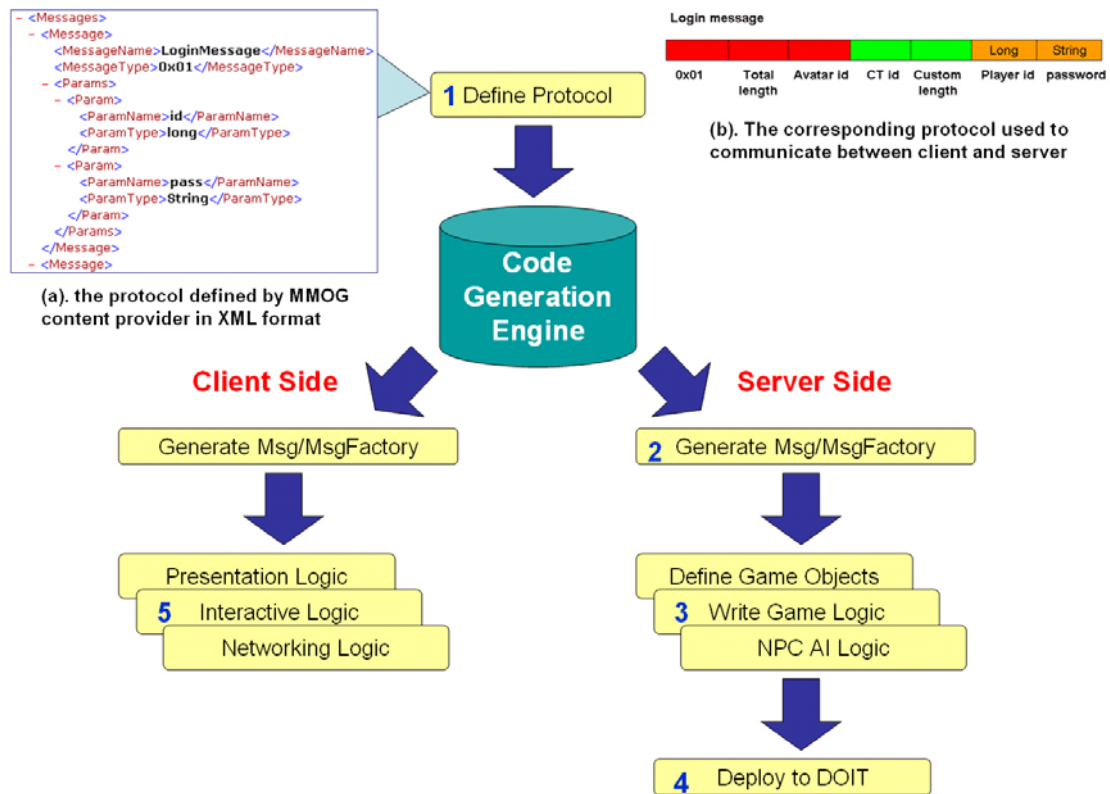 - <Messages>
- <Message>
<MessageName>LoginMessage</MessageName>
<MessageType>0x01</MessageType>
- <Params>
- <Param>
<ParamName>id</ParamName>
<ParamType>long</ParamType>
</Param>
- <Param>
<ParamName>pass</ParamName>
<ParamType>String</ParamType>
</Param>
</Params>
</Message>
- <Message>
(a). the protocol defined by MMOG
content provider in XML format
1 Define Protocol
Login message
Long String
0x01 Total length Avatar id CT id Custom length Player id password
(b). The corresponding protocol used to
communicate between client and server
Code
Generation
Engine
Client Side
Server Side
Generate Msg/MsgFactory
2 Generate Msg/MsgFactory
Presentation Logic
5 Interactive Logic
Networking Logic
Define Game Objects
3 Write Game Logic
NPC AI Logic
4 Deploy to DOIT